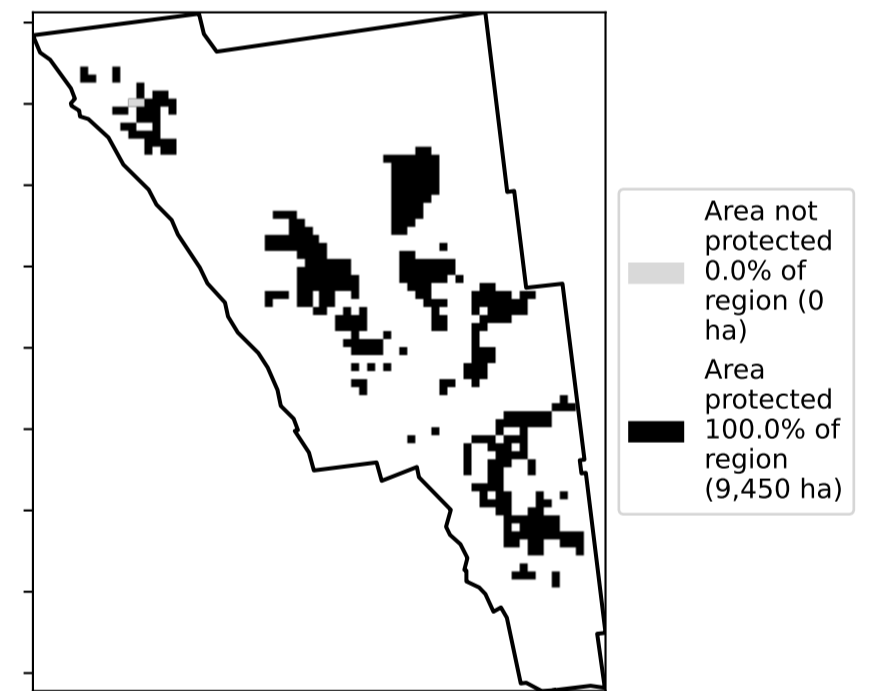 Area not
protected
0.0% of
region (0
ha)
Area
protected
100.0% of
region
(9,450 ha)